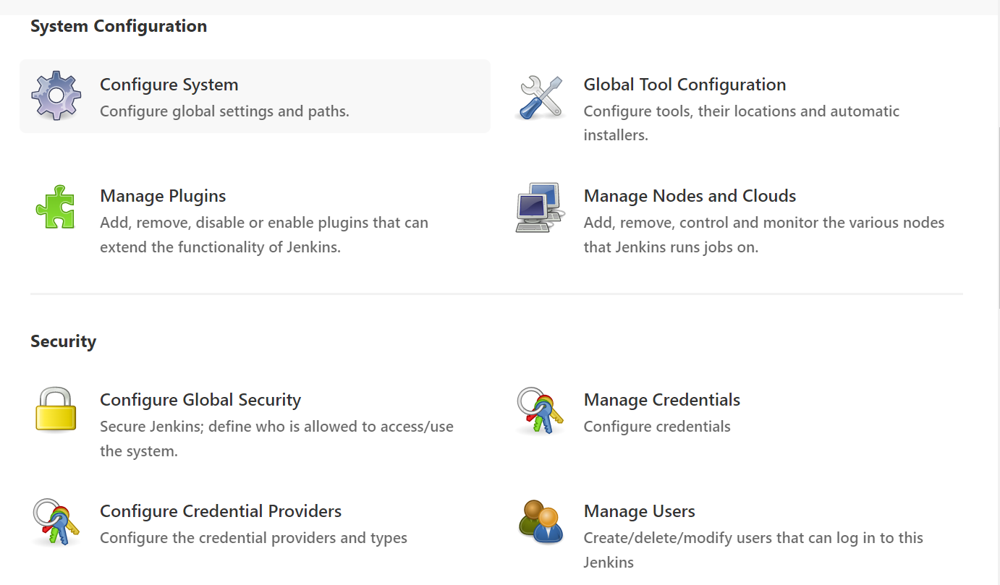 System Configuration
Configure System
Configure global settings and paths.
Global Tool Configuration
Configure tools, their locations and automatic
installers.
Manage Plugins
Add, remove, disable or enable plugins that can
extend the functionality of Jenkins.
Manage Nodes and Clouds
Add, remove, control and monitor the various nodes
that Jenkins runs jobs on.
Security
Configure Global Security
Secure Jenkins; define who is allowed to access/use
the system.
Manage Credentials
Configure credentials
Configure Credential Providers
Configure the credential providers and types
Manage Users
Create/delete/modify users that can log in to this
Jenkins